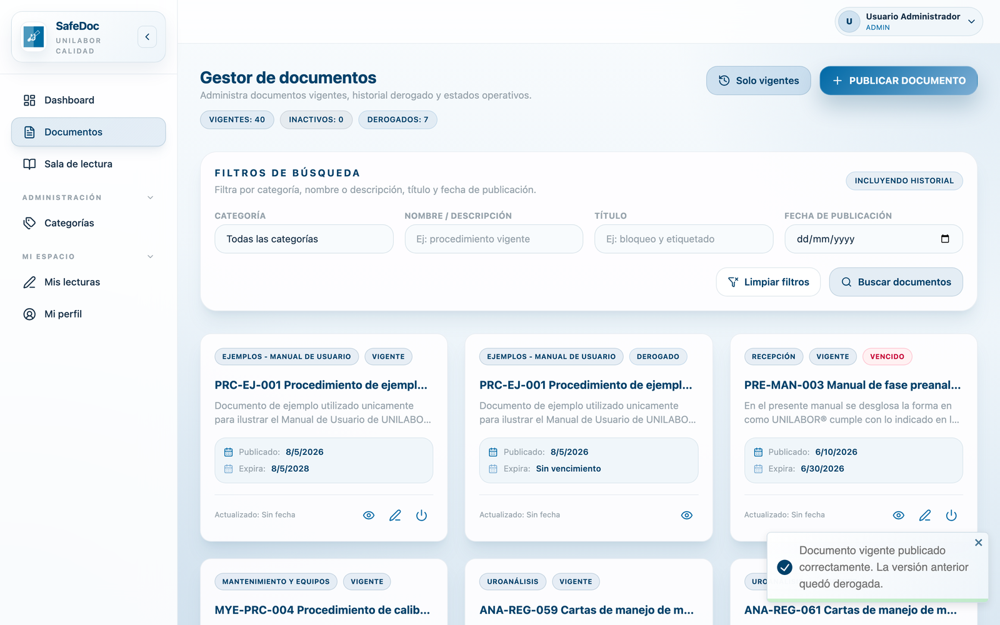 SafeDoc
UNILABOR
CALIDAD
Usuario Administrador
U
ADMIN
Dashboard
Documentos
Sala de lectura
ADMINISTRACIÓN
Categorías
MI ESPACIO
Mis lecturas
Mi perfil
Gestor de documentos
Administra documentos vigentes, historial derogado y estados operativos.
Solo vigentes
PUBLICAR DOCUMENTO
VIGENTES: 40
INACTIVOS: 0
DEROGADOS: 7
FILTROS DE BÚSQUEDA
Filtra por categoría, nombre o descripción, título y fecha de publicación.
INCLUYENDO HISTORIAL
CATEGORÍA
Todas las categorías
NOMBRE / DESCRIPCIÓN
Ej: procedimiento vigente
TÍTULO
Ej: bloqueo y etiquetado
FECHA DE PUBLICACIÓN
dd/mm/yyyy
Limpiar filtros
Buscar documentos
EJEMPLOS - MANUAL DE USUARIO
VIGENTE
PRC-EJ-001 Procedimiento de ejempl...
Documento de ejemplo utilizado unicamente
para ilustrar el Manual de Usuario de UNILABO...
Publicado: 8/5/2026
Expira: 8/5/2028
Actualizado: Sin fecha
EJEMPLOS - MANUAL DE USUARIO
DEROGADO
PRC-EJ-001 Procedimiento de ejempl...
Documento de ejemplo utilizado unicamente
para ilustrar el Manual de Usuario de UNILABO...
Publicado: 8/5/2026
Expira: Sin vencimiento
Actualizado: Sin fecha
RECEPCIÓN
VIGENTE
VENCIDO
PRE-MAN-003 Manual de fase preanal...
En el presente manual se desglosa la forma en
como UNILABOR® cumple con lo indicado en l...
Publicado: 6/10/2026
Expira: 6/30/2026
Actualizado: Sin fecha
MANTENIMIENTO Y EQUIPOS
VIGENTE
MYE-PRC-004 Procedimiento de calib...
UROANÁLISIS
VIGENTE
ANA-REG-059 Cartas de manejo de m...
ANA-REG-061 Cartas de manejo de m...
Documento vigente publicado
correctamente. La versión anterior
quedó derogada.